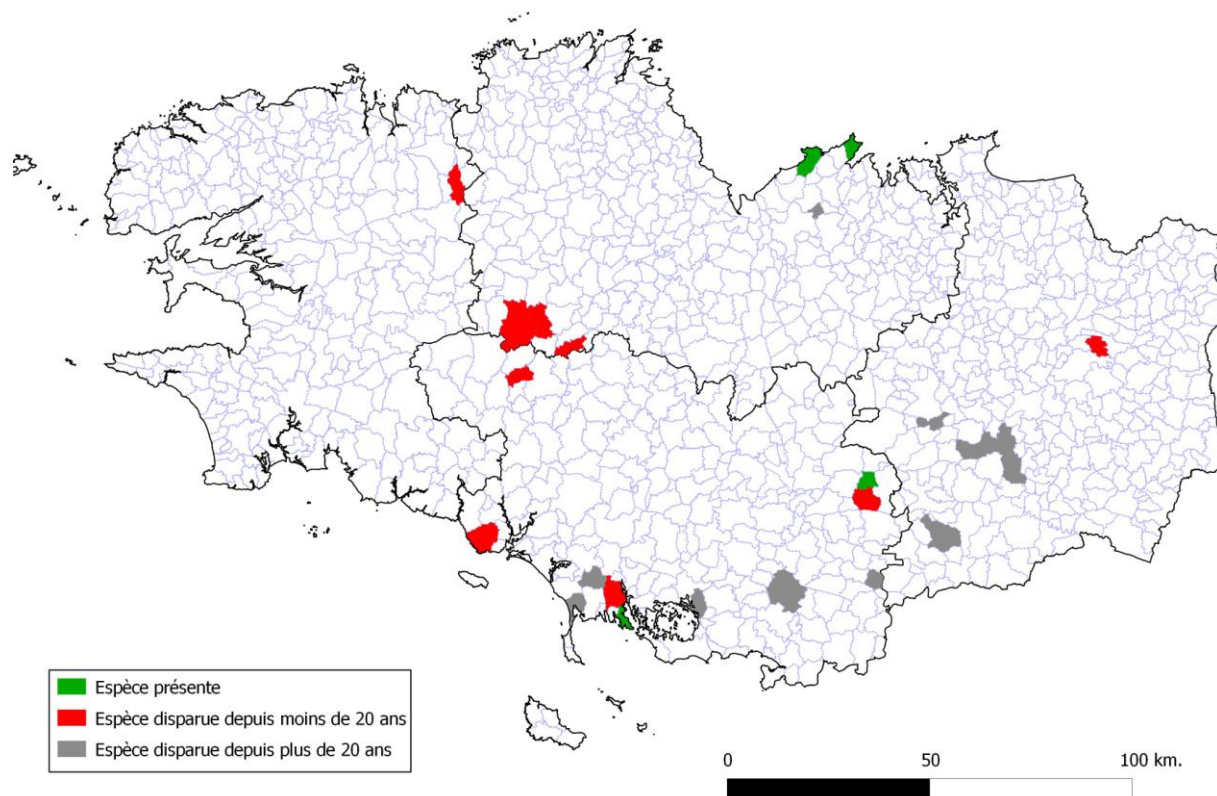 Espèce présente
Espèce disparue depuis moins de 20 ans
Espèce disparue depuis plus de 20 ans
0 50 100 km.